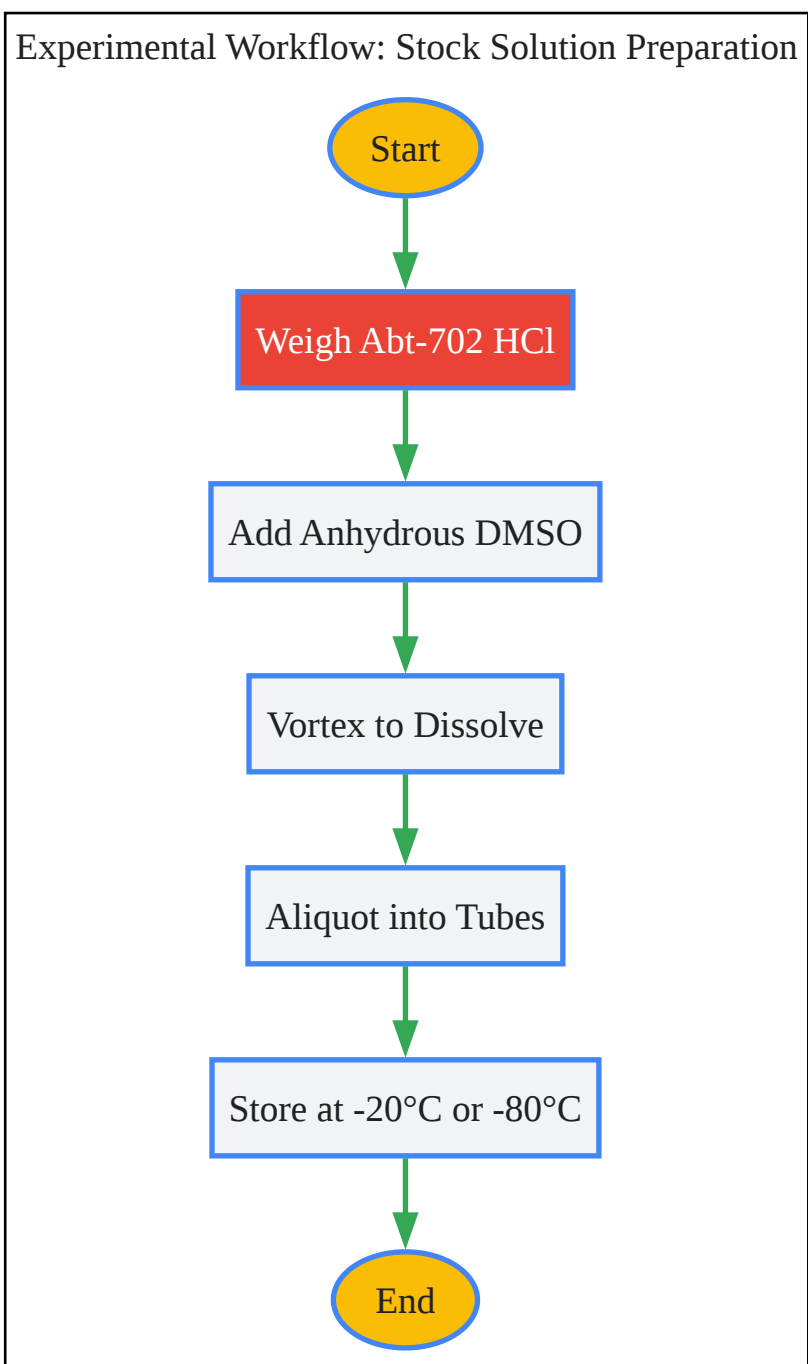 Experimental Workflow: Stock Solution Preparation
Start
Weigh Abt-702 HCl
Add Anhydrous DMSO
Vortex to Dissolve
Aliquot into Tubes
Store at -20°C or -80°C
End